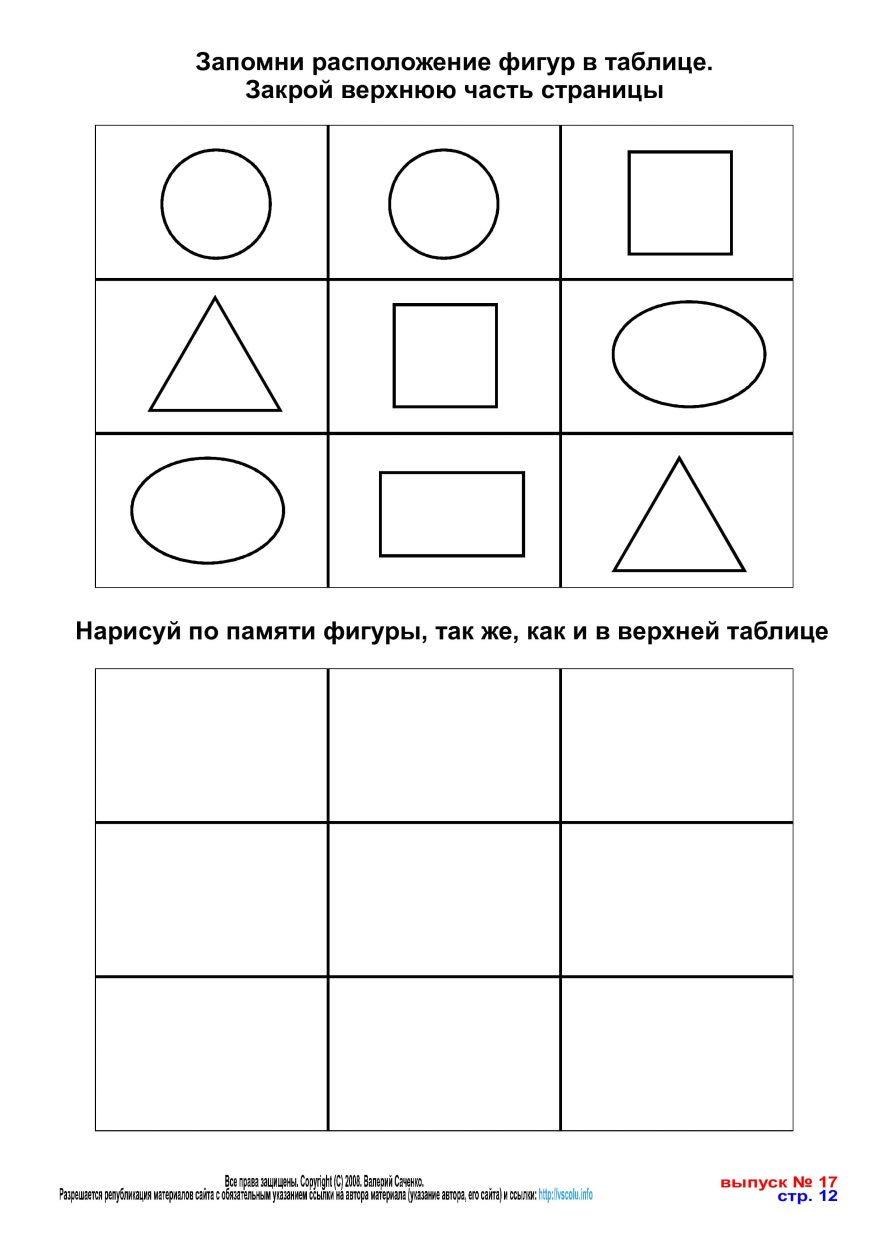 Запомни расположение фигур в таблице.
Закрой верхнюю часть страницы
Нарисуй по памяти фигуры, так же, как и в верхней таблице
Все права защищены. Copyright (C) 2008. Валерий Саченко.
Разрешается републикация материалов сайта с обязательным указанием ссылки на автора материала (указание автора, его сайта) и ссылки: http://vscolu.info
выпуск № 17
стр. 12